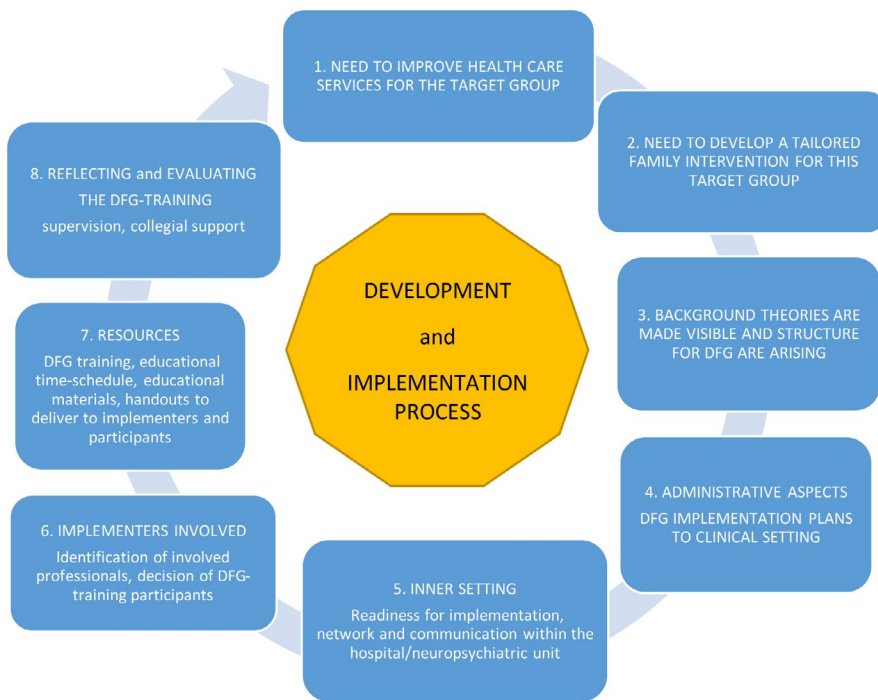 1. NEED TO IMPROVE HEALTH CARE
SERVICES FOR THE TARGET GROUP
2. NEED TO DEVELOP A TAILORED
FAMILY INTERVENTION FOR THIS
TARGET GROUP
3. BACKGROUND THEORIES ARE
MADE VISIBLE AND STRUCTURE
FOR DFG ARE ARISING
4. ADMINISTRATIVE ASPECTS
DFG IMPLEMENTATION PLANS
TO CLINICAL SETTING
5. INNER SETTING
Readiness for implementation,
network and communication within the
hospital/neuropsychiatric unit
6. IMPLEMENTERS INVOLVED
Identification of involved
professionals, decision of DFG-
training participants
7. RESOURCES
DFG training, educational
time-schedule, educational
materials, handouts to
deliver to implementers and
participants
8. REFLECTING and EVALUATING
THE DFG-TRAINING
supervision, collegial support
DEVELOPMENT
and
IMPLEMENTATION
PROCESS